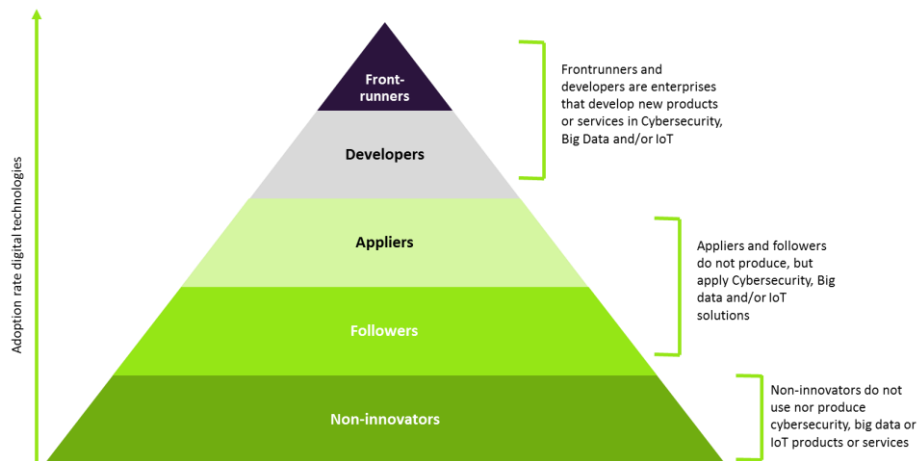 Adoption rate digital technologies
Front-
runners
Developers
Appliers
Followers
Non-innovators
Frontrunners and
developers are enterprises
that develop new products
or services in Cybersecurity,
Big Data and/or IoT
Appliers and followers
do not produce, but
apply Cybersecurity, Big
data and/or IoT
solutions
Non-innovators do not
use nor produce
cybersecurity, big data or
IoT products or services